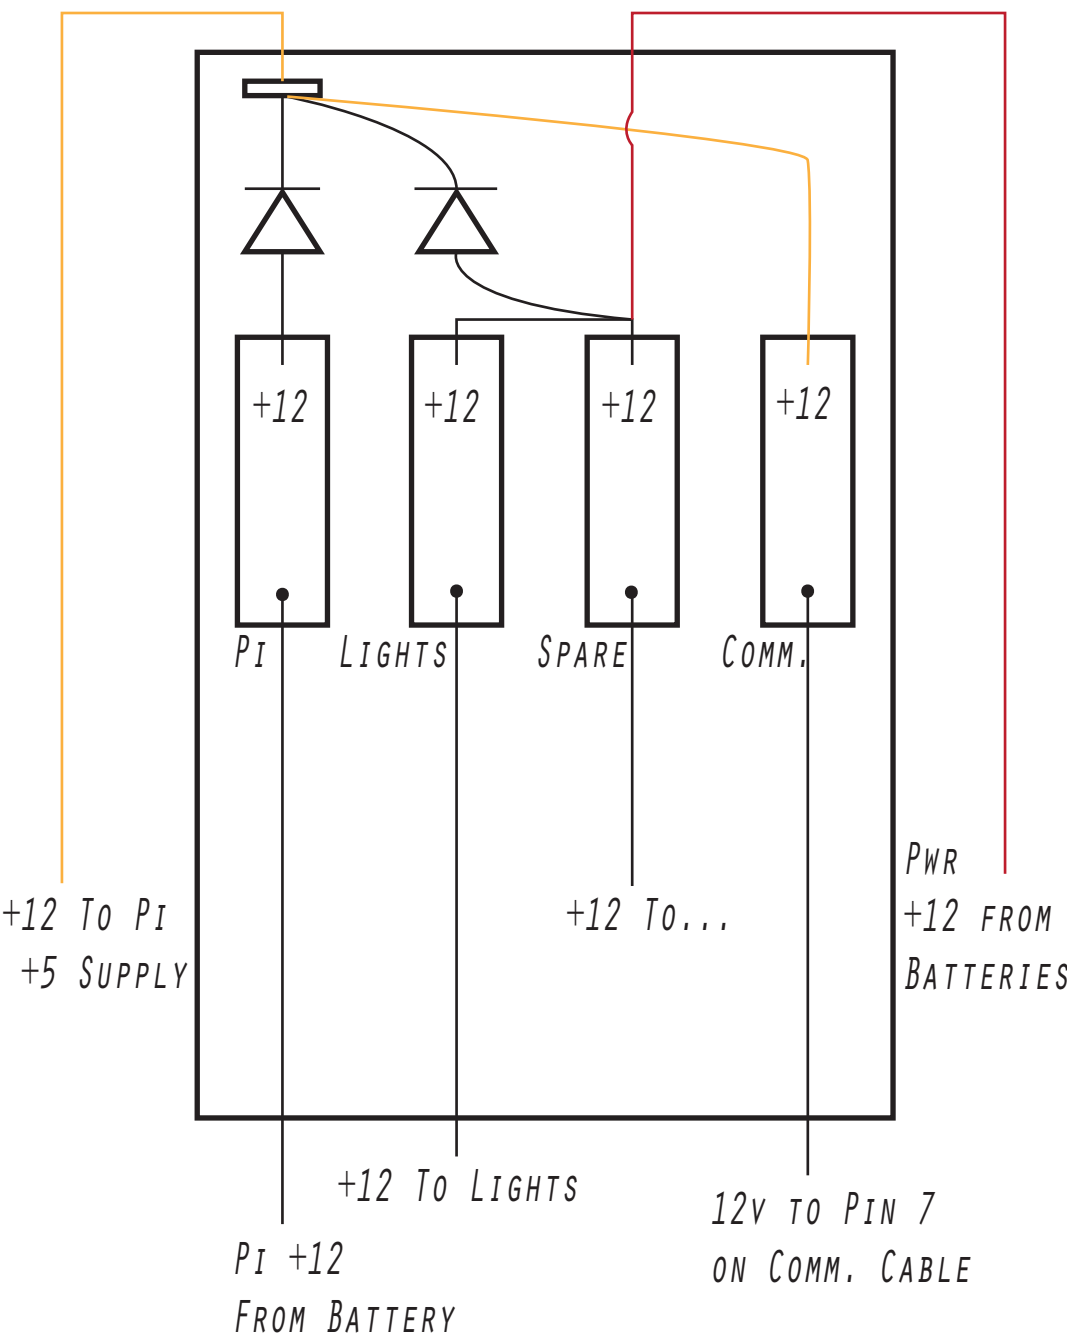 +12
+12
+12
+12
Pi
Lights
Spare
Comm.
+12 To Pi
+5 Supply
+12 To...
Pwr
+12 from
Batteries
+12 To Lights
12v to Pin 7
on Comm. Cable
Pi +12
From Battery